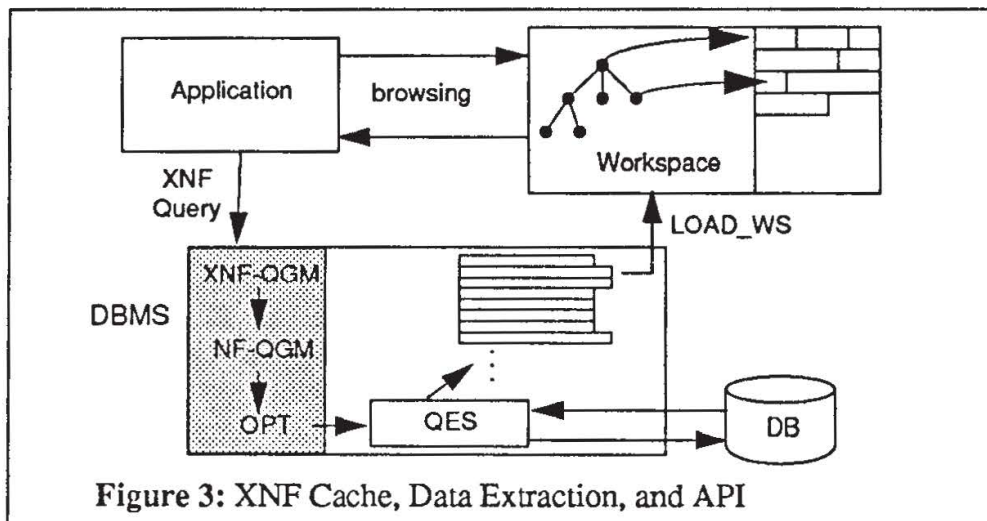 Application
browsing
Workspace
XNF
Query
LOAD_WS
DBMS
XNF-QGM
NF-QGM
OPT
QES
DB
Figure 3: XNF Cache, Data Extraction, and API